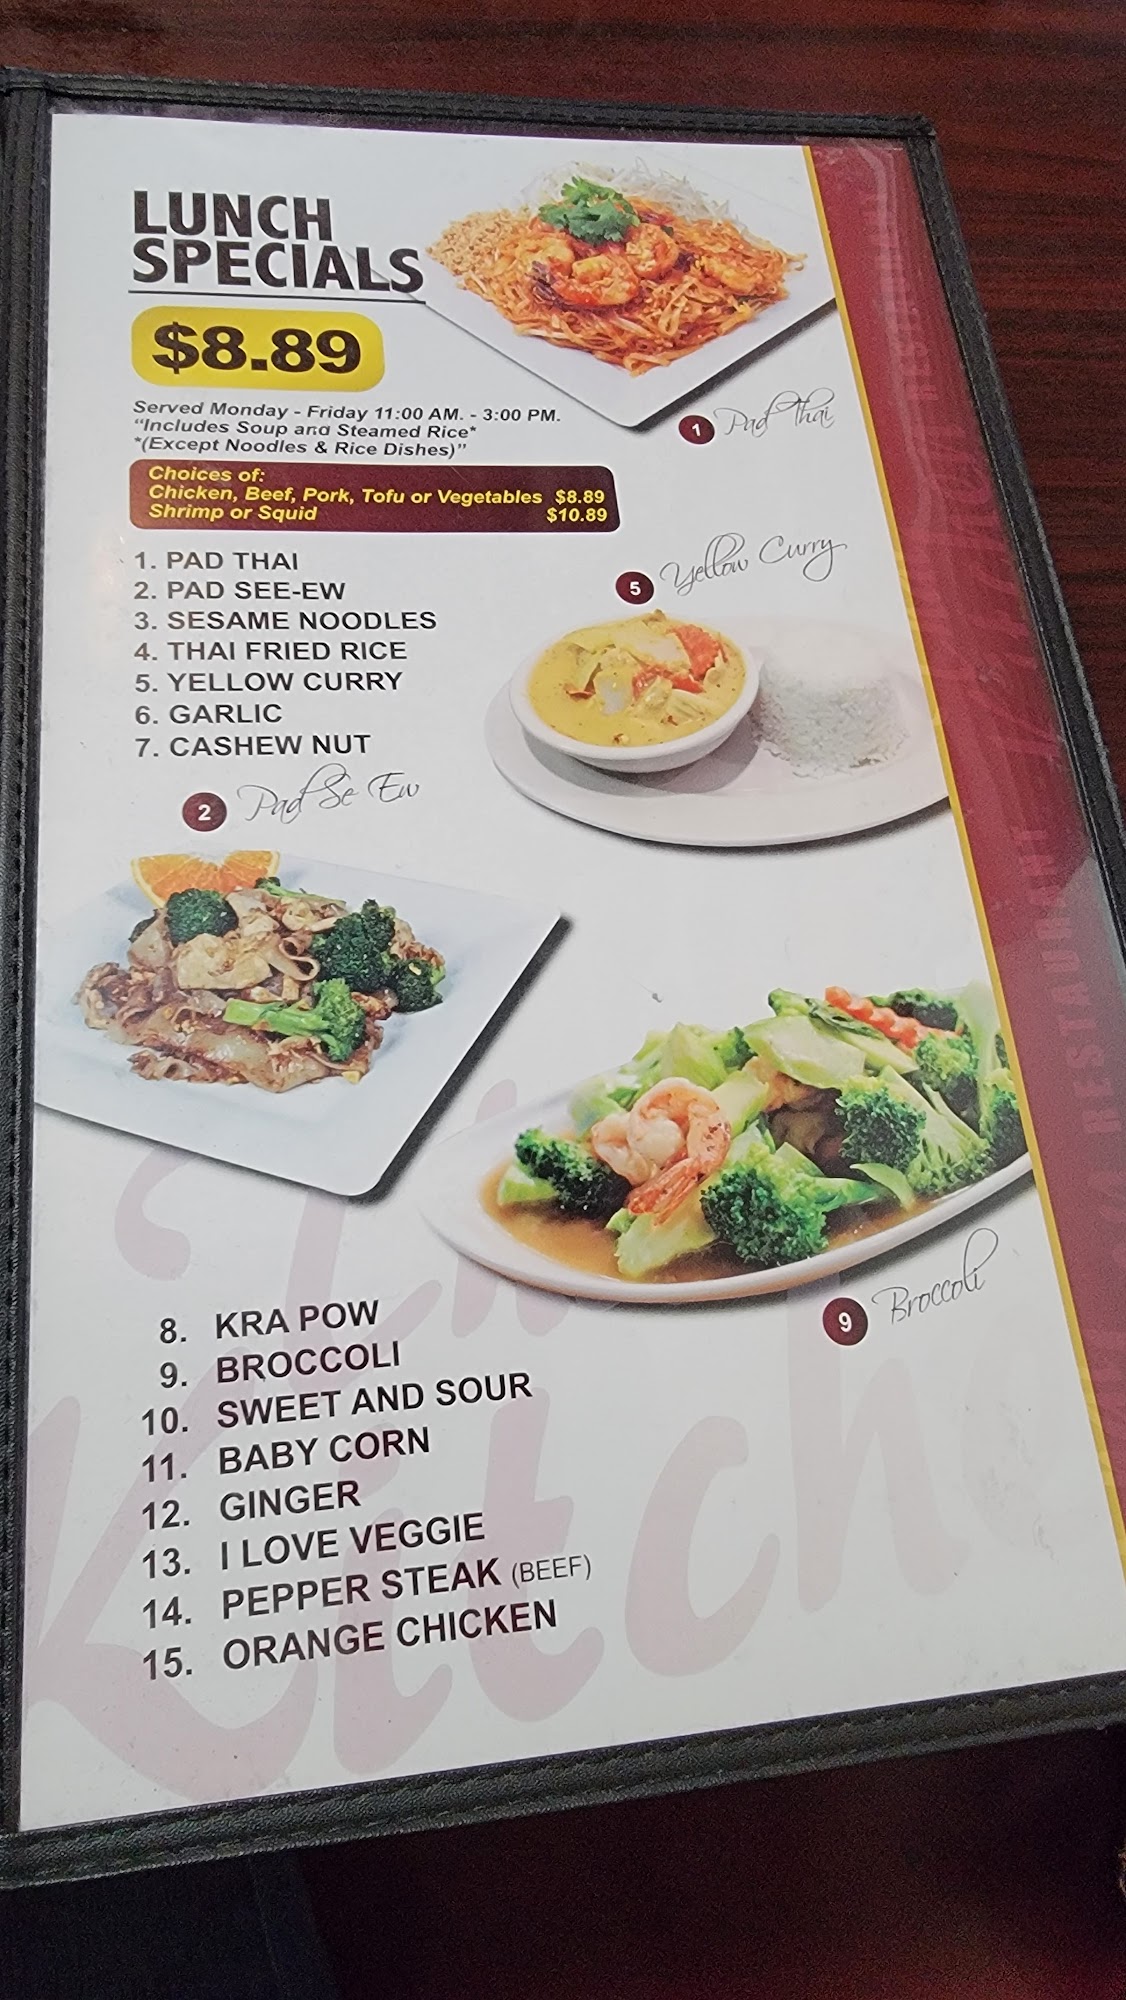 LUNCH
SPECIALS
$8.89
Served Monday - Friday 11:00 AM. - 3:00 PM.
"Includes Soup and Steamed Rice*
*(Except Noodles & Rice Dishes)"
Choices of:
Chicken, Beef, Pork, Tofu or Vegetables $8.89
Shrimp or Squid $10.89
1 Pad Thai
1. PAD THAI
2. PAD SEE-EW
3. SESAME NOODLES
4. THAI FRIED RICE
5. YELLOW CURRY
6. GARLIC
7. CASHEW NUT
5 Yellow Curry
2 Pad Se Ew
9 Broccoli
8. KRA POW
9. BROCCOLI
10. SWEET AND SOUR
11. BABY CORN
12. GINGER
13. I LOVE VEGGIE
14. PEPPER STEAK (BEEF)
15. ORANGE CHICKEN
RESTAURANT